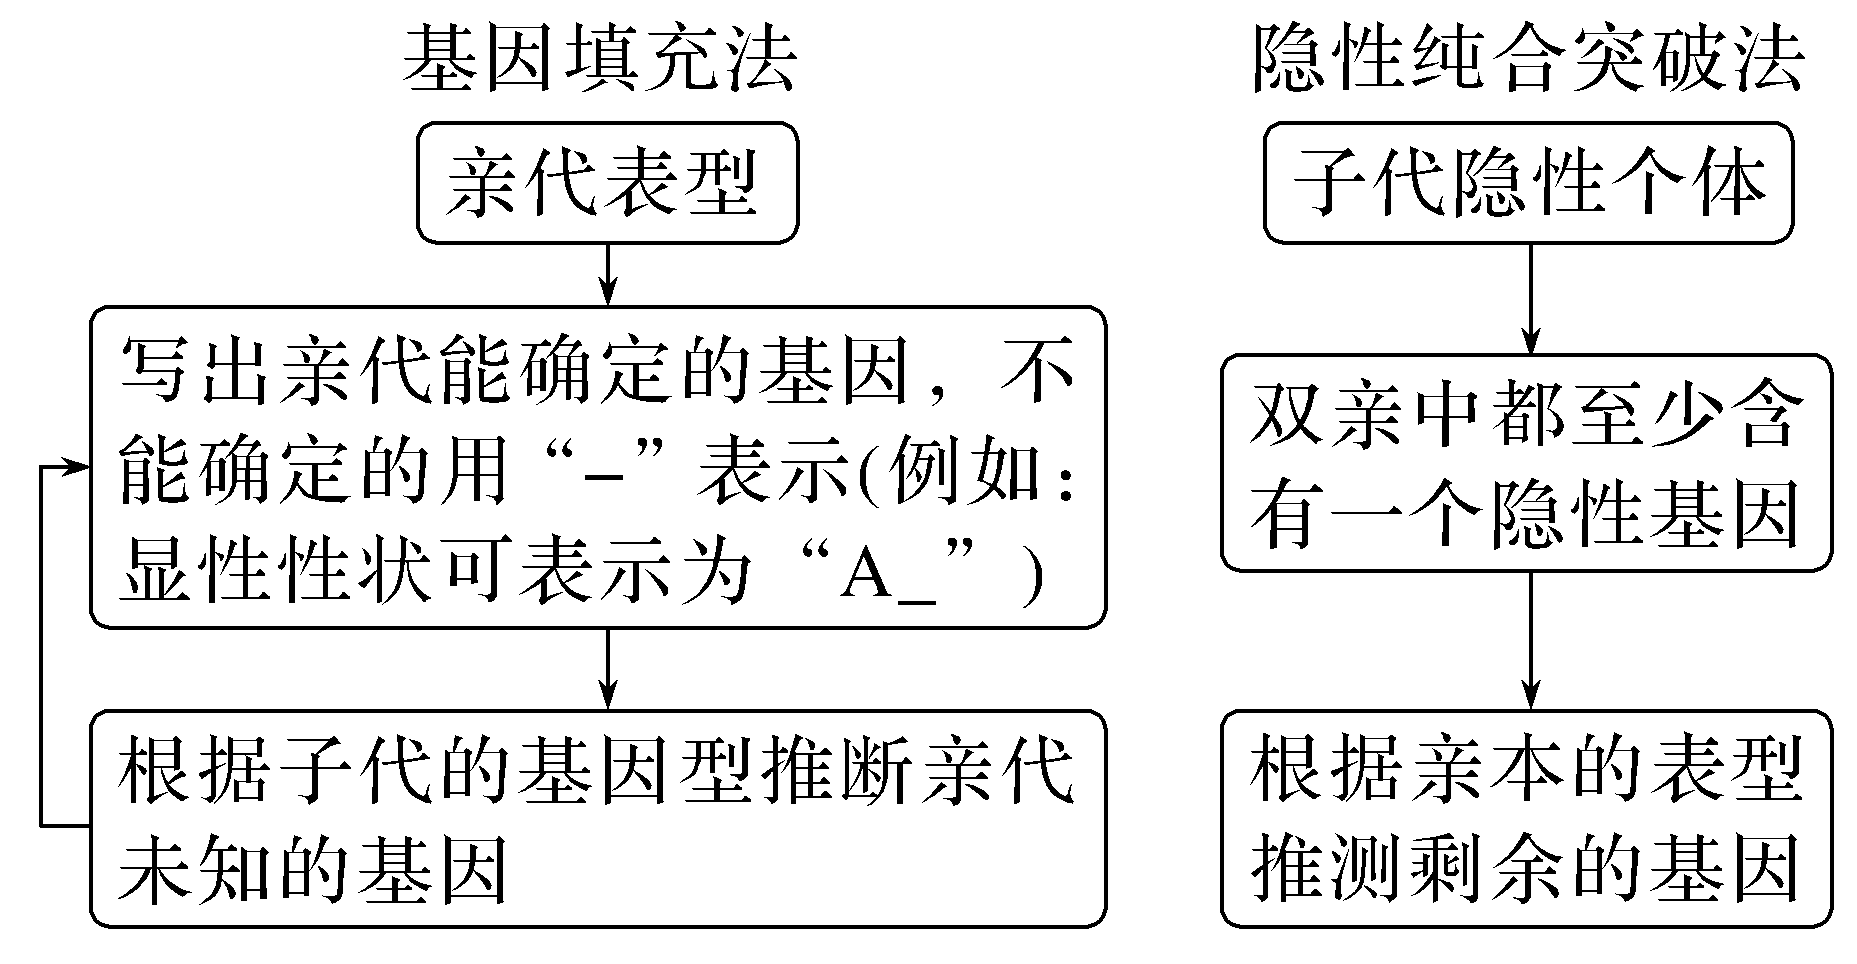 基因填充法
亲代表型
写出亲代能确定的基因，不
能确定的用“-”表示(例如：
显性性状可表示为“A_”)
根据子代的基因型推断亲代
未知的基因
隐性纯合突破法
子代隐性个体
双亲中都至少含
有一个隐性基因
根据亲本的表型
推测剩余的基因